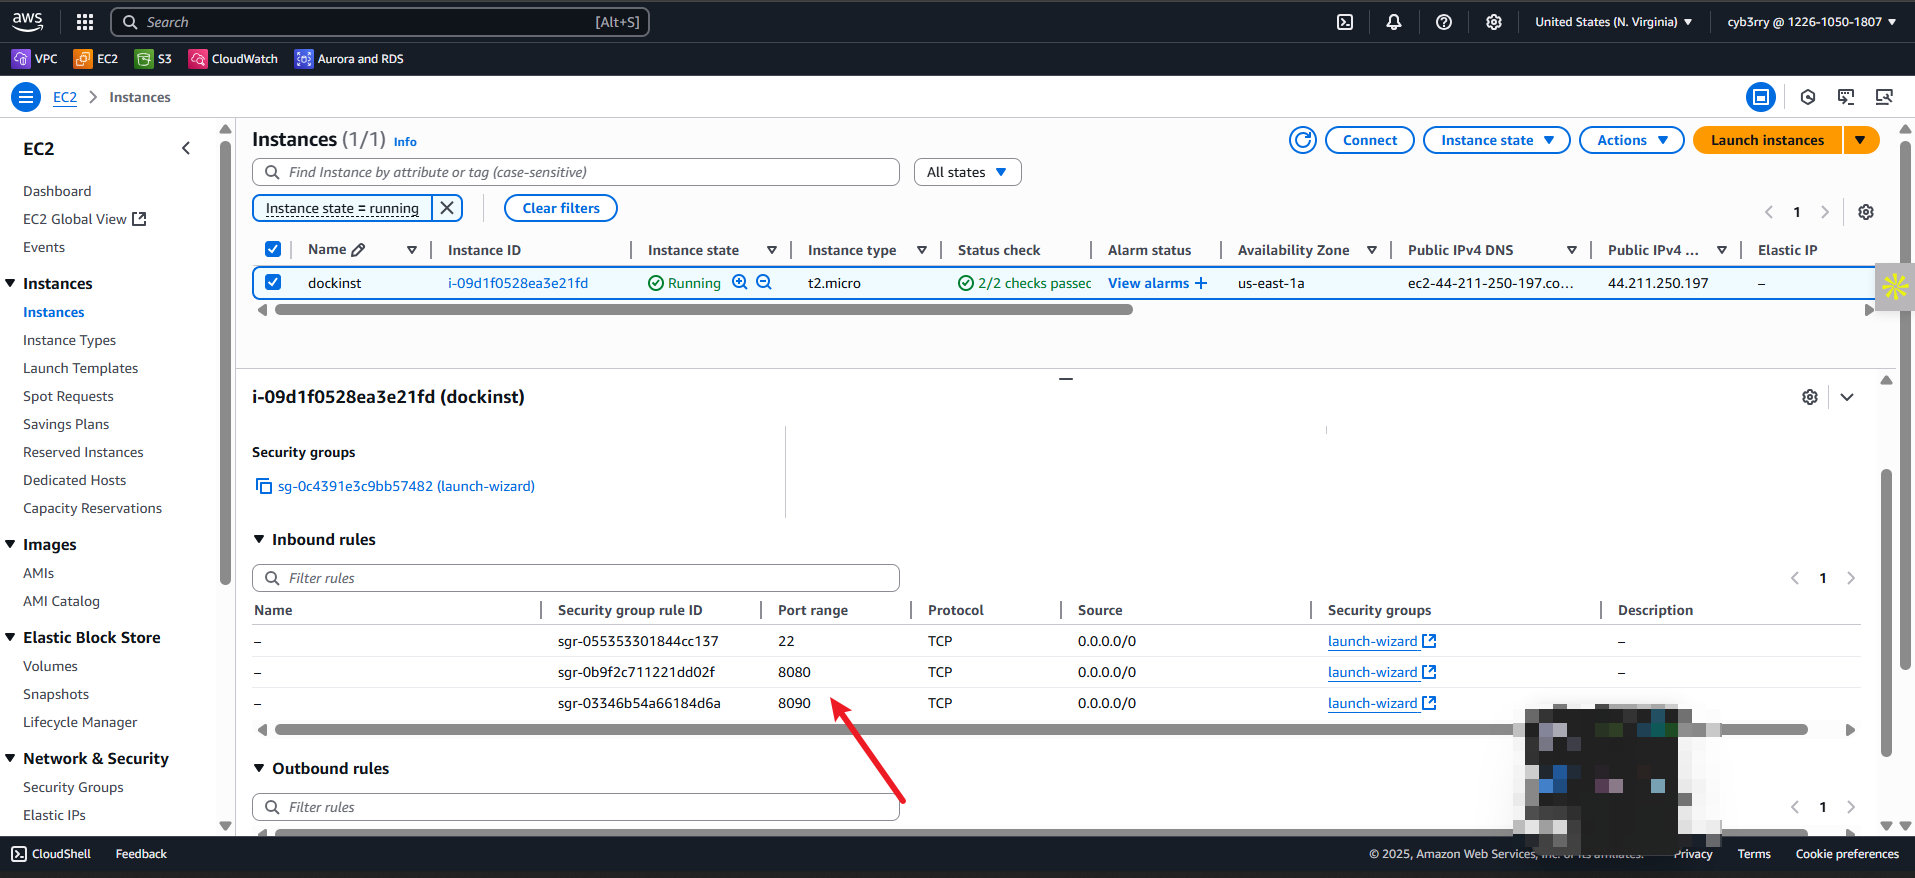 aws
Search [Alt+S]
United States (N. Virginia)
cyb3rry @ 1226-1050-1807
VPC EC2 S3 CloudWatch Aurora and RDS
EC2 Instances
EC2
Dashboard
EC2 Global View
Events
Instances
Instances
Instance Types
Launch Templates
Spot Requests
Savings Plans
Reserved Instances
Dedicated Hosts
Capacity Reservations
Images
AMIs
AMI Catalog
Elastic Block Store
Volumes
Snapshots
Lifecycle Manager
Network & Security
Security Groups
Elastic IPs
Instances (1/1) Info
Connect Instance state Actions Launch instances
Find Instance by attribute or tag (case-sensitive)
All states
Instance state = running
Clear filters
1
Name Instance ID Instance state Instance type Status check Alarm status Availability Zone Public IPv4 DNS Public IPv4 ... Elastic IP
dockinst i-09d1f0528ea3e21fd Running t2.micro 2/2 checks passed View alarms + us-east-1a ec2-44-211-250-197.co... 44.211.250.197 –
i-09d1f0528ea3e21fd (dockinst)
Security groups
sg-0c4391e3c9bb57482 (launch-wizard)
Inbound rules
Filter rules
1
Name Security group rule ID Port range Protocol Source Security groups Description
– sgr-055353301844cc137 22 TCP 0.0.0.0/0 launch-wizard –
– sgr-0b9f2c711221dd02f 8080 TCP 0.0.0.0/0 launch-wizard –
– sgr-03346b54a66184d6a 8090 TCP 0.0.0.0/0 launch-wizard
Outbound rules
Filter rules
1
CloudShell Feedback
© 2025, Amazon Web Services, Inc. or its affiliates. Privacy Terms Cookie preferences